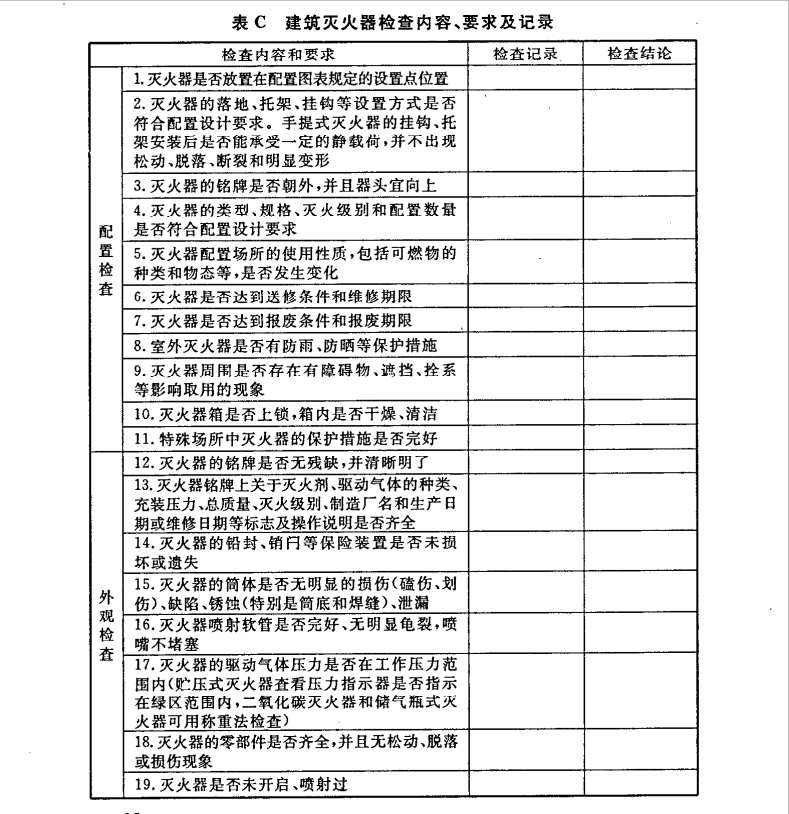 表 C 建筑灭火器检查内容、要求及记录
检查内容和要求 检查记录 检查结论
配置检查
1.灭火器是否放置在配置图表规定的设置点位置
2.灭火器的落地、托架、挂钩等设置方式是否
符合配置设计要求。手提式灭火器的挂钩、托
架安装后是否能承受一定的静载荷,并不出现
松动、脱落、断裂和明显变形
3.灭火器的铭牌是否朝外,并且器头宜向上
4.灭火器的类型、规格、灭火级别和配置数量
是否符合配置设计要求
5.灭火器配置场所的使用性质,包括可燃物的
种类和物态等,是否发生变化
6.灭火器是否达到送修条件和维修期限
7.灭火器是否达到报废条件和报废期限
8.室外灭火器是否有防雨、防晒等保护措施
9.灭火器周围是否存在有障碍物、遮挡、拴系
等影响取用的现象
10.灭火器箱是否上锁,箱内是否干燥、清洁
11.特殊场所中灭火器的保护措施是否完好
外观检查
12.灭火器的铭牌是否无残缺,并清晰明了
13.灭火器铭牌上关于灭火剂、驱动气体的种类、
充装压力、总质量、灭火级别、制造厂名和生产日
期或维修日期等标志及操作说明是否齐全
14.灭火器的铅封、销闩等保险装置是否未损
坏或遗失
15.灭火器的筒体是否无明显的损伤(磕伤、划
伤)、缺陷、锈蚀(特别是筒底和焊缝)、泄漏
16.灭火器喷射软管是否完好、无明显龟裂,喷
嘴不堵塞
17.灭火器的驱动气体压力是否在工作压力范
围内(贮压式灭火器查看压力指示器是否指示
在绿区范围内,二氧化碳灭火器和储气瓶式灭
火器可用称重法检查)
18.灭火器的零部件是否齐全,并且无松动、脱落
或损伤现象
19.灭火器是否未开启、喷射过